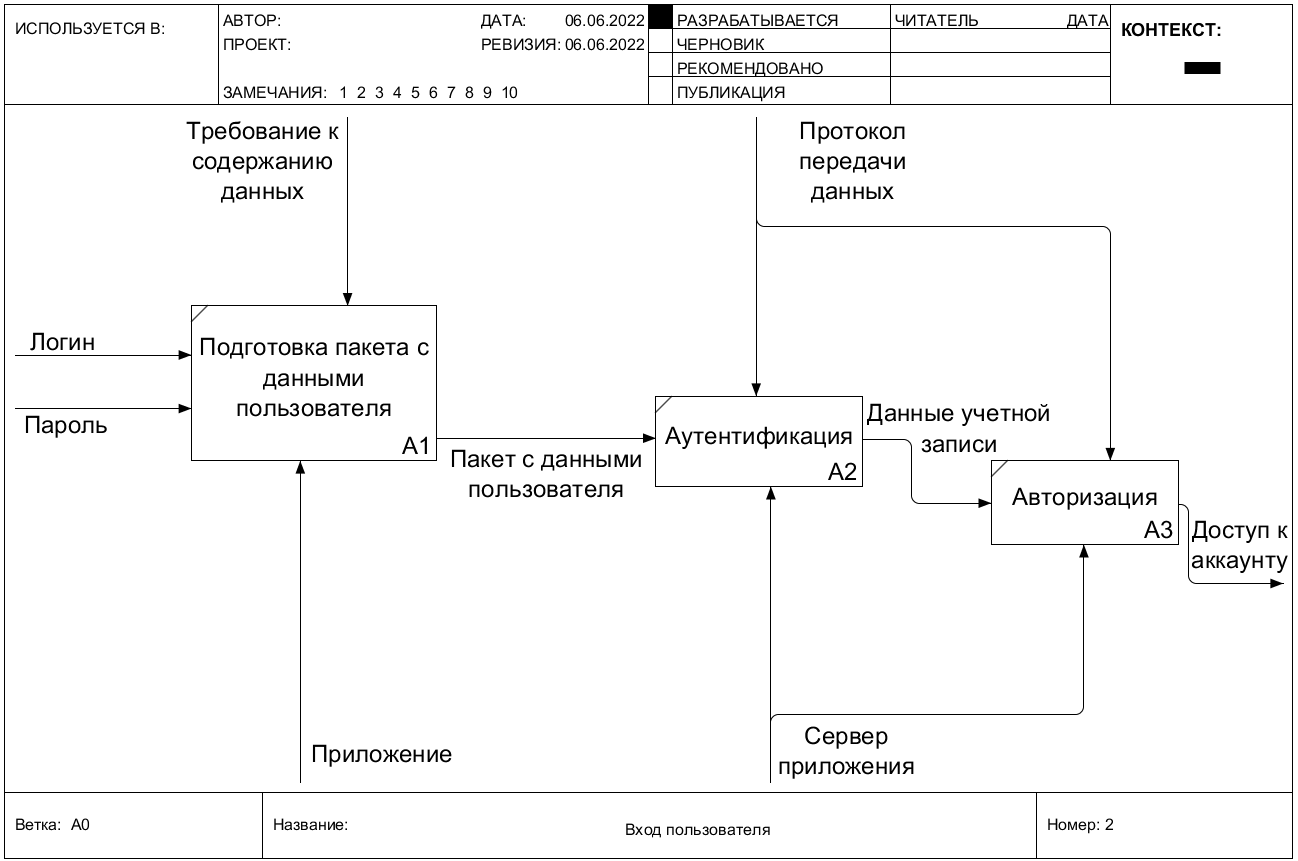 ИСПОЛЬЗУЕТСЯ В:
АВТОР:
ДАТА:
06.06.2022
ПРОЕКТ:
РЕВИЗИЯ: 06.06.2022
ЗАМЕЧАНИЯ: 1 2 3 4 5 6 7 8 9 10
РАЗРАБАТЫВАЕТСЯ
ЧЕРНОВИК
РЕКОМЕНДОВАНО
ПУБЛИКАЦИЯ
ЧИТАТЕЛЬ
ДАТА
КОНТЕКСТ:
Требование к
содержанию
данных
Протокол
передачи
данных
Логин
Пароль
Подготовка пакета с
данными
пользователя
A1
Пакет с данными
пользователя
Аутентификация
A2
Данные учетной
записи
Авторизация
A3
Доступ к
аккаунту
Приложение
Сервер
приложения
Ветка: A0
Название:
Вход пользователя
Номер: 2